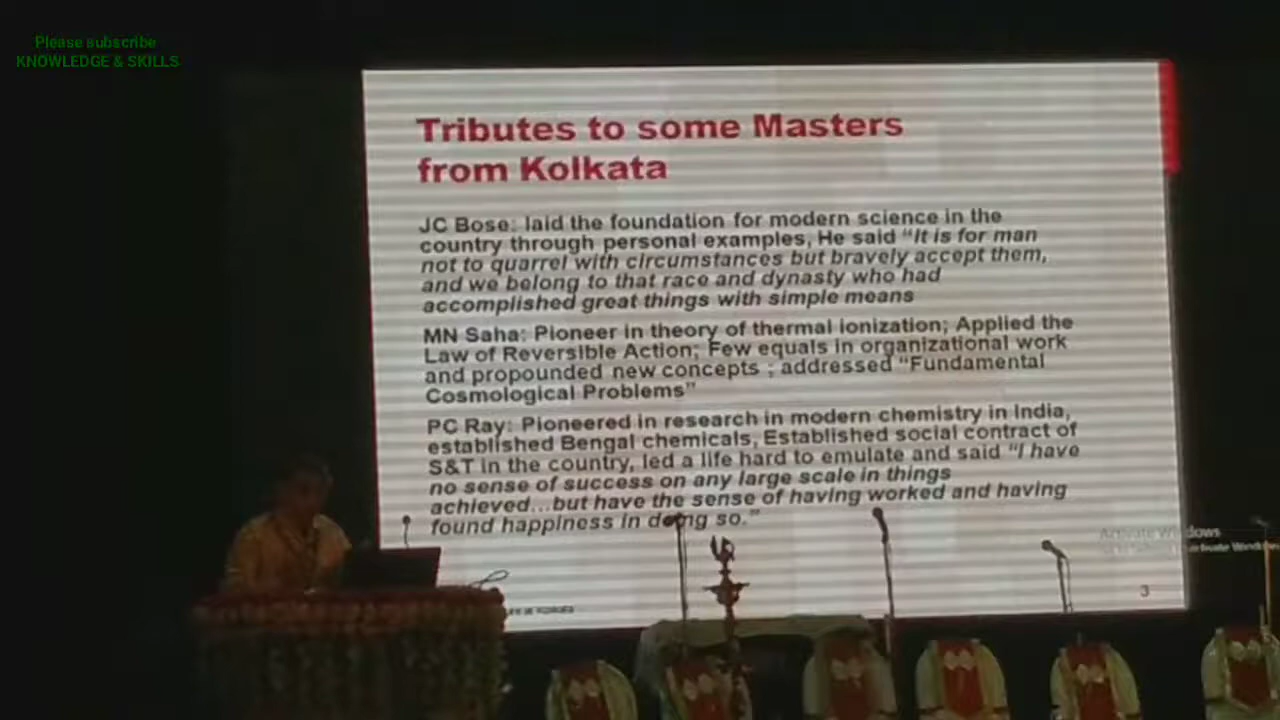 Please subscribe
KNOWLEDGE & SKILLS
Tributes to some Masters
from Kolkata
JC Bose: laid the foundation for modern science in the
country through personal examples, He said “It is for man
not to quarrel with circumstances but bravely accept them,
and we belong to that race and dynasty who had
accomplished great things with simple means
MN Saha: Pioneer in theory of thermal ionization; Applied the
Law of Reversible Action; Few equals in organizational work
and propounded new concepts ; addressed “Fundamental
Cosmological Problems”
PC Ray: Pioneered in research in modern chemistry in India,
established Bengal chemicals, Established social contract of
S&T in the country, led a life hard to emulate and said “I have
no sense of success on any large scale in things
achieved...but have the sense of having worked and having
found happiness in doing so.”
Activate Windows
3